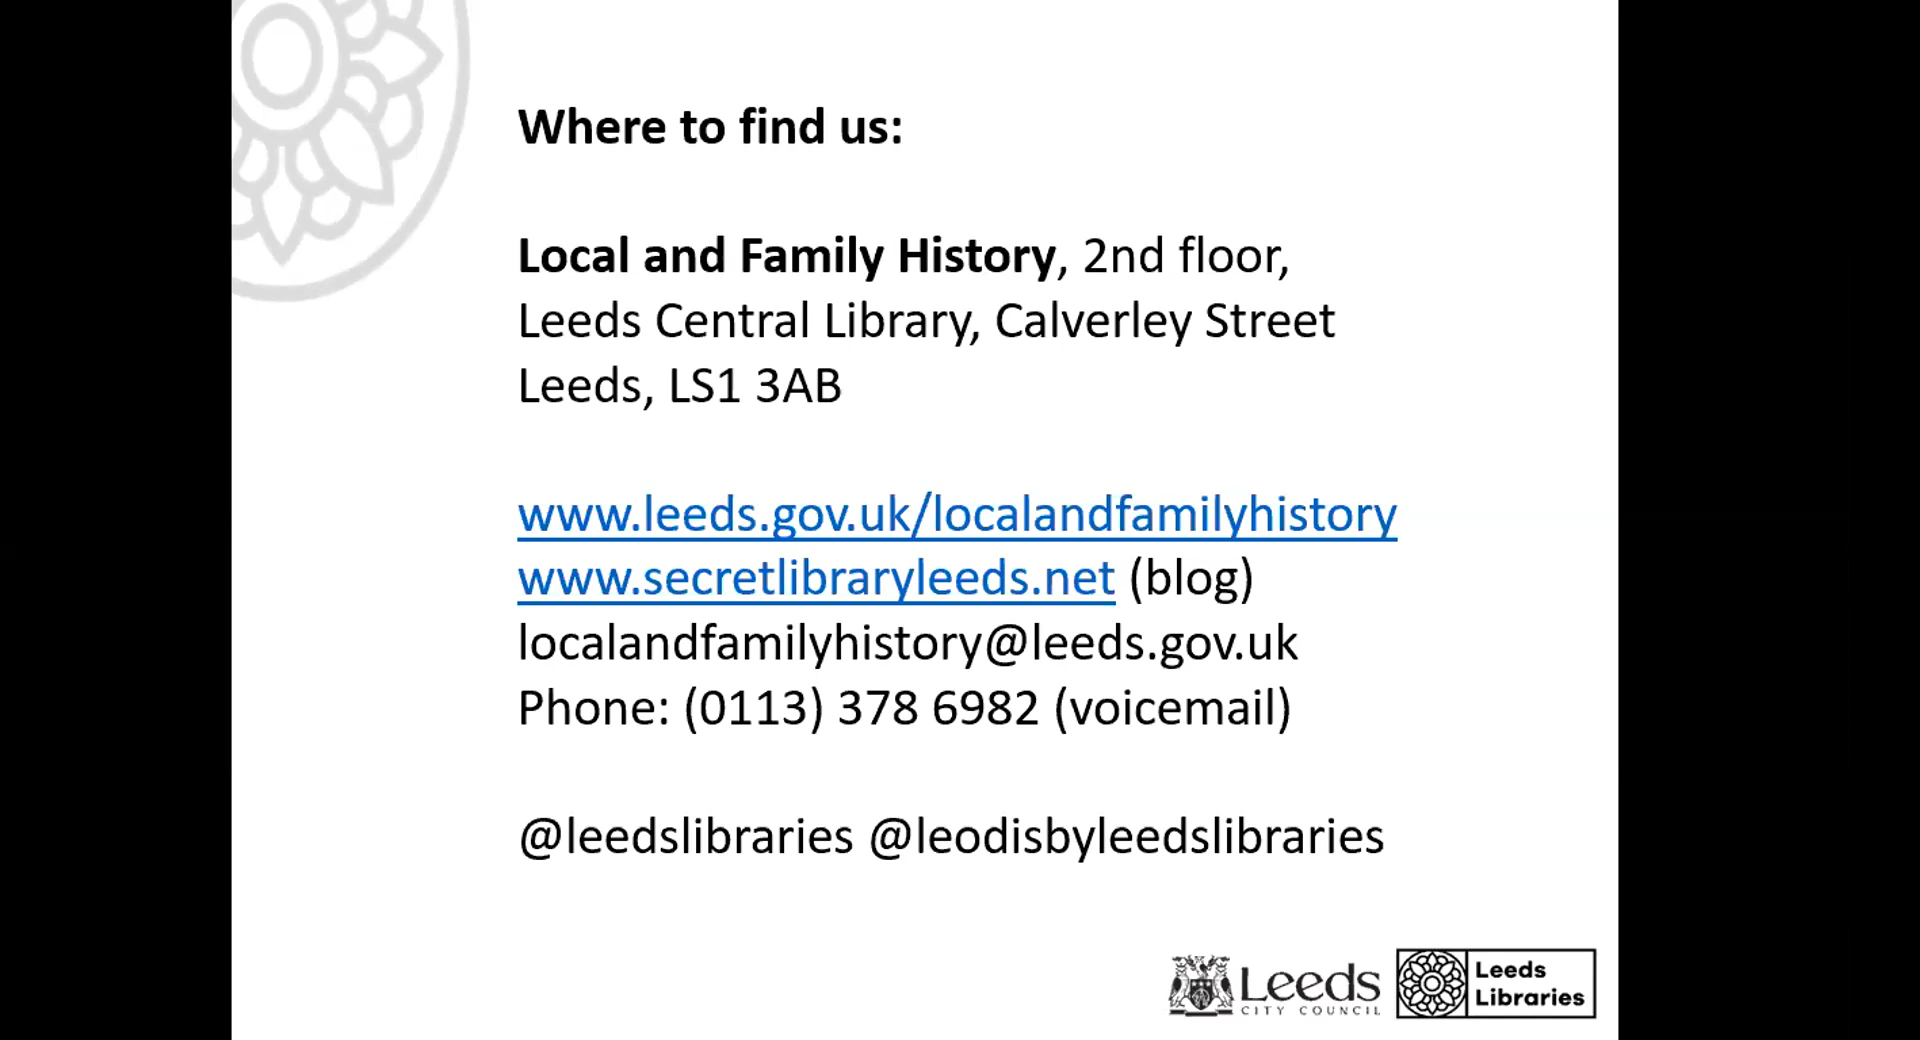 Where to find us:
Local and Family History, 2nd floor,
Leeds Central Library, Calverley Street
Leeds, LS1 3AB
www.leeds.gov.uk/localandfamilyhistory
www.secretlibraryleeds.net (blog)
localandfamilyhistory@leeds.gov.uk
Phone: (0113) 378 6982 (voicemail)
@leedslibraries @leodisbyleedslibraries
Leeds
CITY COUNCIL
Leeds
Libraries